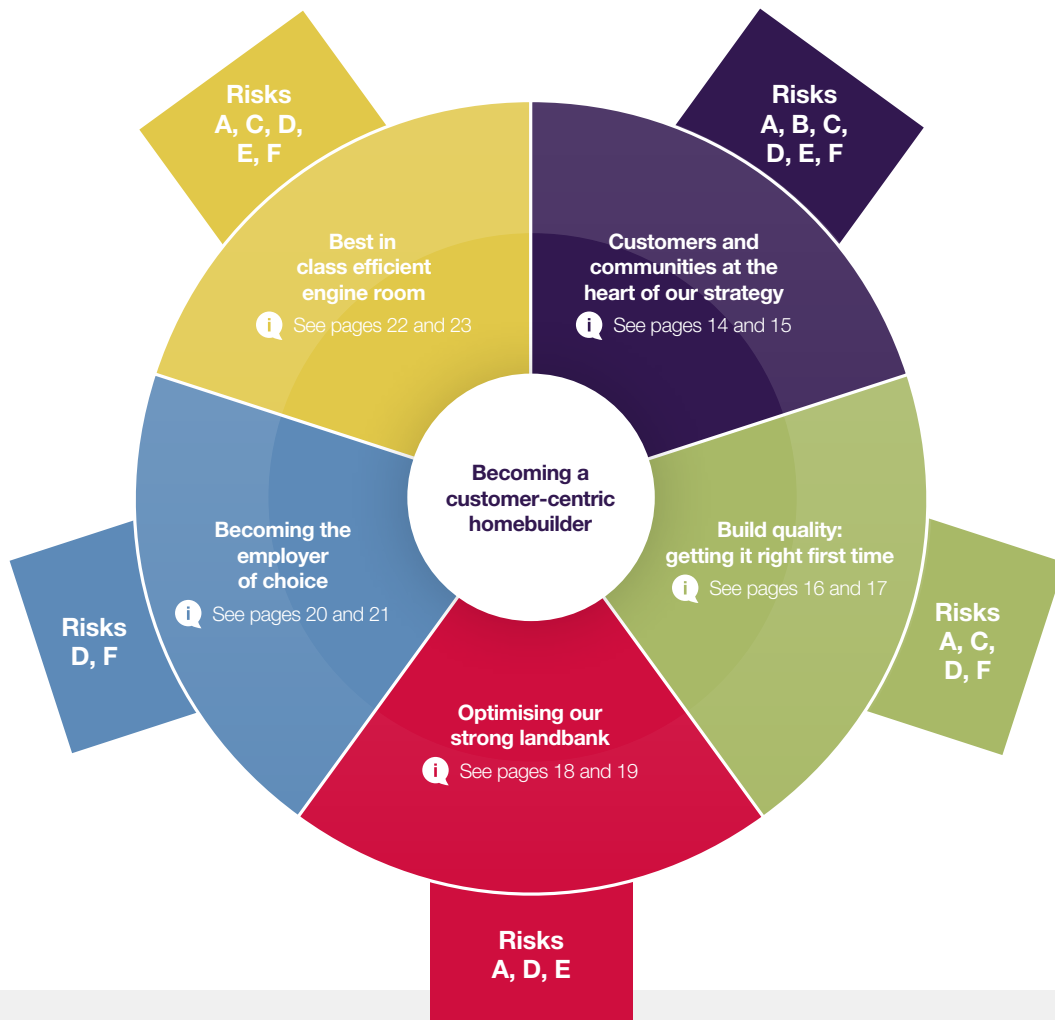 Risks
A, C, D,
E, F
Risks
A, B, C,
D, E, F
Best in
class efficient
engine room
i See pages 22 and 23
Customers and
communities at the
heart of our strategy
i See pages 14 and 15
Becoming a
customer-centric
homebuilder
Becoming the
employer
of choice
i See pages 20 and 21
Build quality:
getting it right first time
i See pages 16 and 17
Risks
D, F
Risks
A, C,
D, F
Optimising our
strong landbank
i See pages 18 and 19
Risks
A, D, E